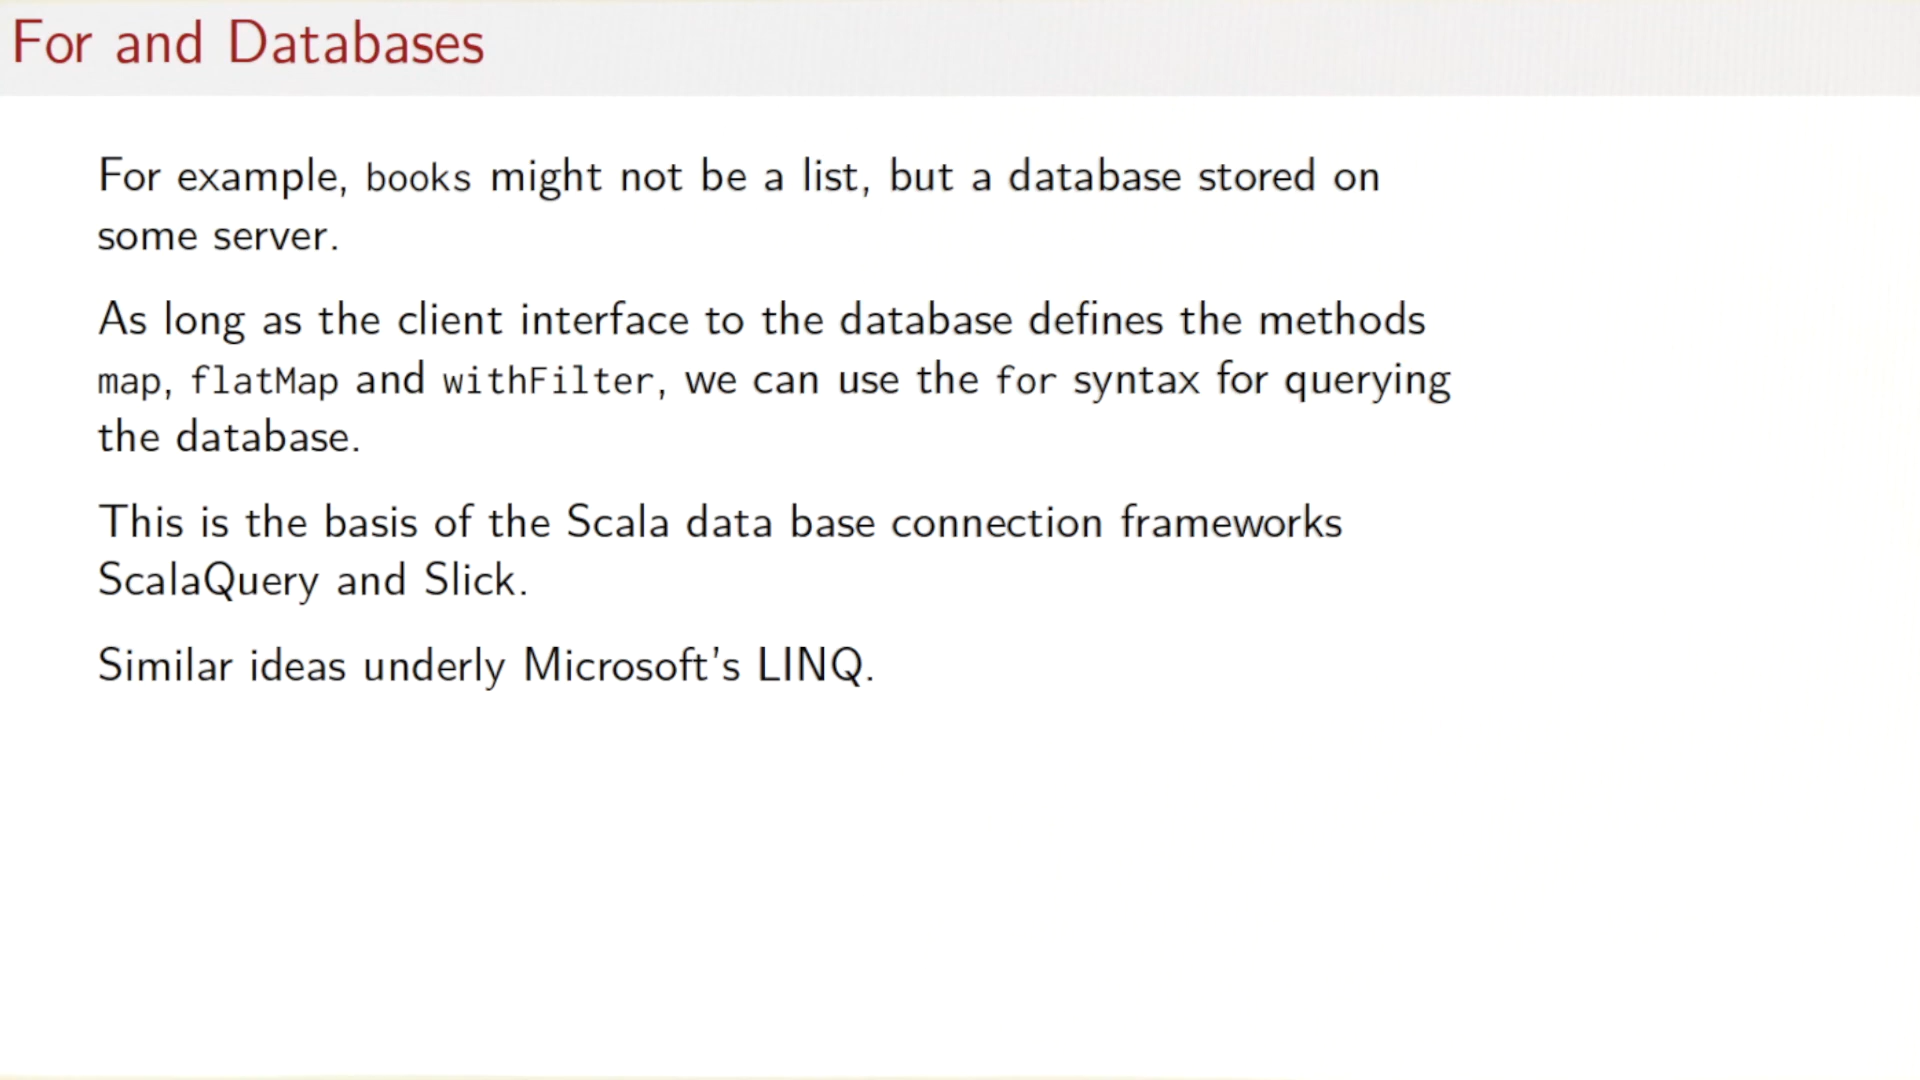 For and Databases
For example, books might not be a list, but a database stored on
some server.
As long as the client interface to the database defines the methods
map, flatMap and withFilter, we can use the for syntax for querying
the database.
This is the basis of the Scala data base connection frameworks
ScalaQuery and Slick.
Similar ideas underly Microsoft's LINQ.